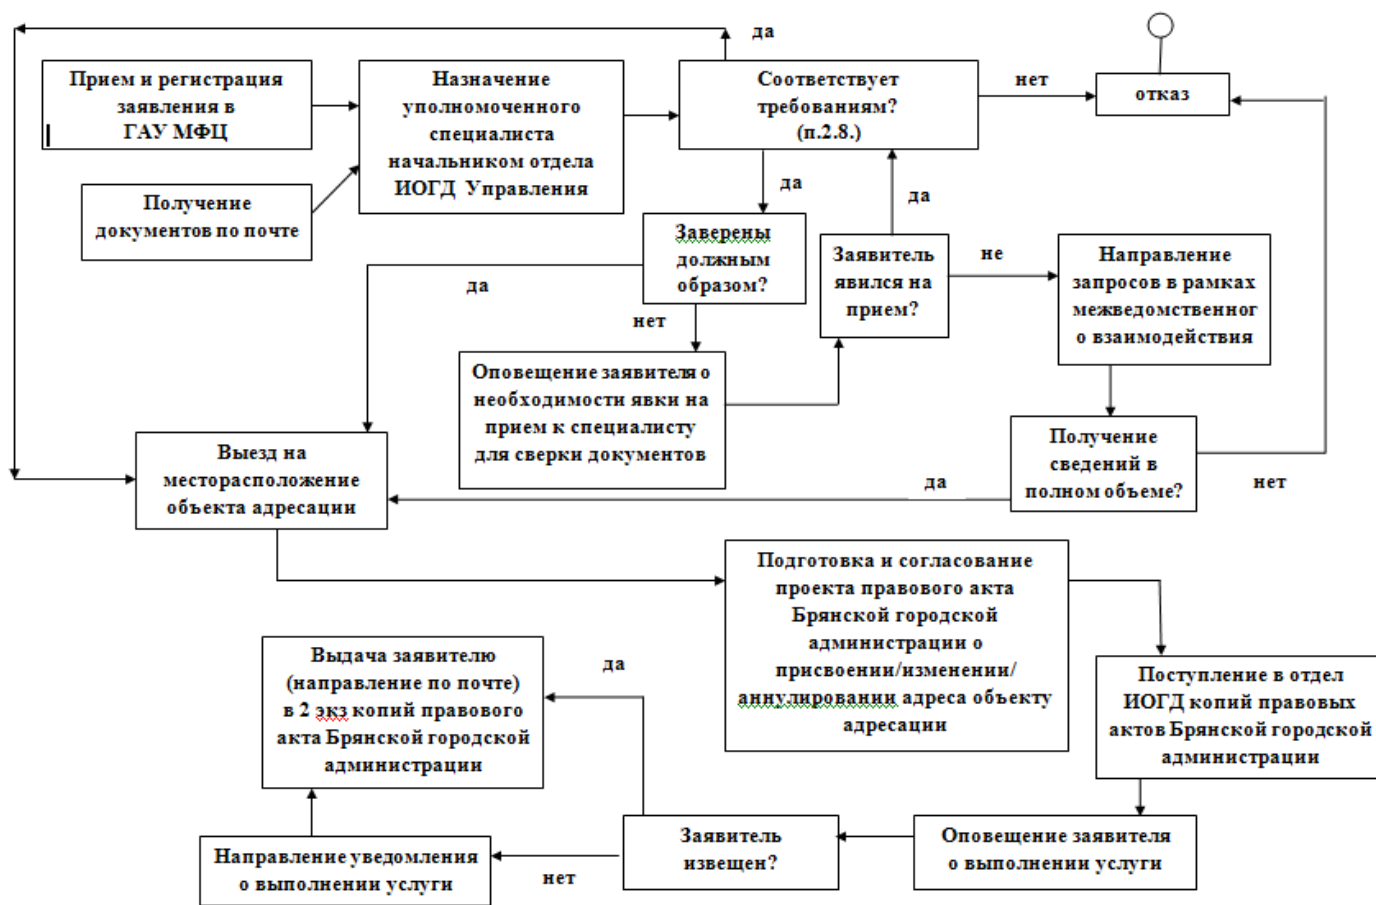 да
Прием и регистрация
заявления в
ГАУ МФЦ
Назначение
уполномоченного
специалиста
начальником отдела
ИОГД Управления
Соответствует
требованиям?
(п.2.8.)
нет
отказ
Получение
документов по почте
да
да
Заверены
должным
образом?
Заявитель
явился на
прием?
не
Направление
запросов в рамках
межведомственног
о взаимодействия
да
нет
Оповещение заявителя о
необходимости явки на
прием к специалисту
для сверки документов
Выезд на
месторасположение
объекта адресации
Получение
сведений в
полном объеме?
да
нет
Подготовка и согласование
проекта правового акта
Брянской городской
администрации о
присвоении/изменении/
аннулировании адреса объекту
адресации
Выдача заявителю
(направление по почте)
в 2 экз копий правового
акта Брянской городской
администрации
да
Поступление в отдел
ИОГД копий правовых
актов Брянской городской
администрации
Направление уведомления
о выполнении услуги
нет
Заявитель
извещен?
Оповещение заявителя
о выполнении услуги